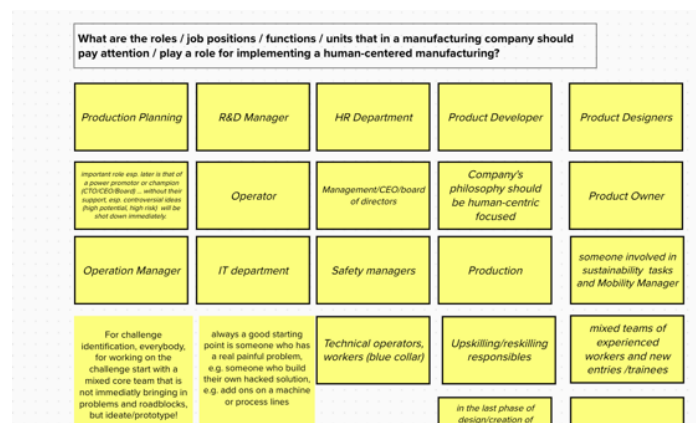 What are the roles / job positions / functions / units that in a manufacturing company should
pay attention / play a role for implementing a human-centered manufacturing?
Production Planning
R&D Manager
HR Department
Product Developer
Product Designers
important role esp. later is that of
a power promotor or champion
(CTO/CEO/Board) ... without their
support, esp. controversial ideas
(high potential, high risk) will be
shot down immediately.
Operator
Management/CEO/board
of directors
Company's
philosophy should
be human-centric
focused
Product Owner
Operation Manager
IT department
Safety managers
Production
someone involved in
sustainability tasks
and Mobility Manager
For challenge
identification, everybody,
for working on the
challenge start with a
mixed core team that is
not immediatly bringing in
problems and roadblocks,
but ideate/prototype!
always a good starting
point is someone who has
a real painful problem,
e.g. someone who build
their own hacked solution,
e.g. add ons on a machine
or process lines
Technical operators,
workers (blue collar)
Upskilling/reskilling
responsibles
mixed teams of
experienced
workers and new
entries /trainees
in the last phase of
design/creation of